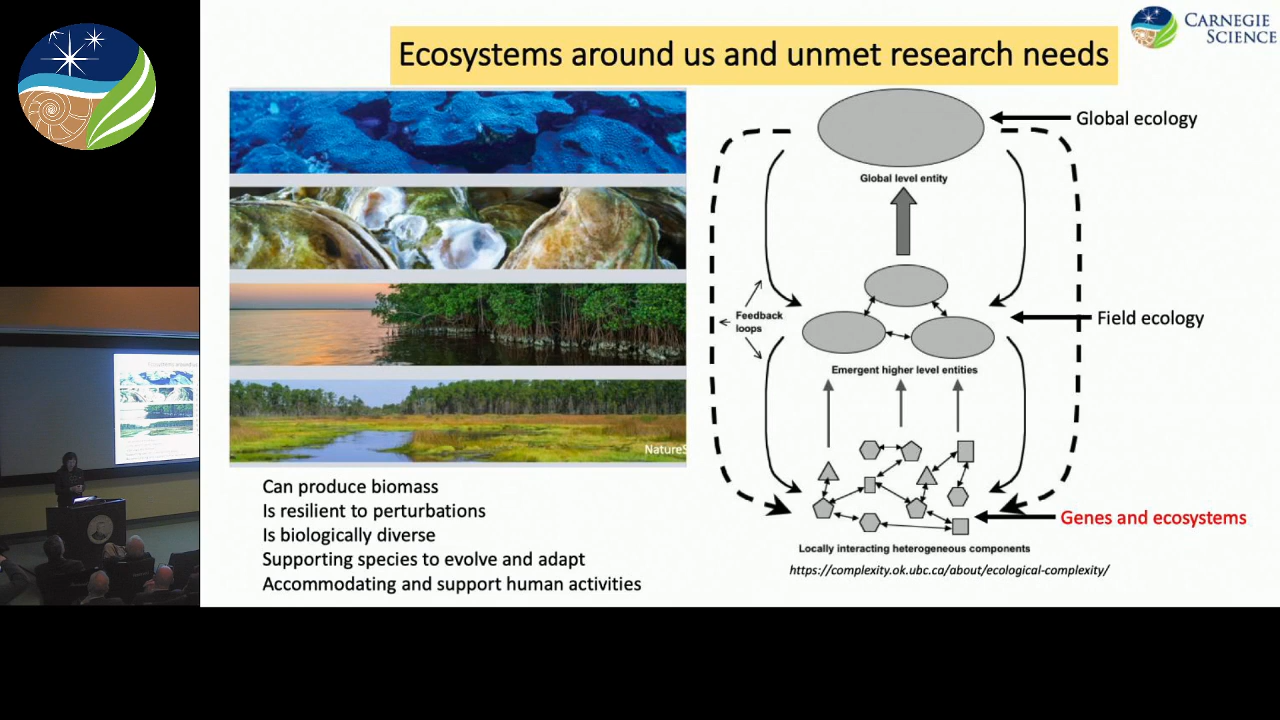 Ecosystems around us and unmet research needs
CARNEGIE
SCIENCE
Global ecology
Global level entity
Feedback
loops
Field ecology
Emergent higher level entities
NatureS
Can produce biomass
Is resilient to perturbations
Is biologically diverse
Supporting species to evolve and adapt
Accommodating and support human activities
Genes and ecosystems
Locally interacting heterogeneous components
https://complexity.ok.ubc.ca/about/ecological-complexity/